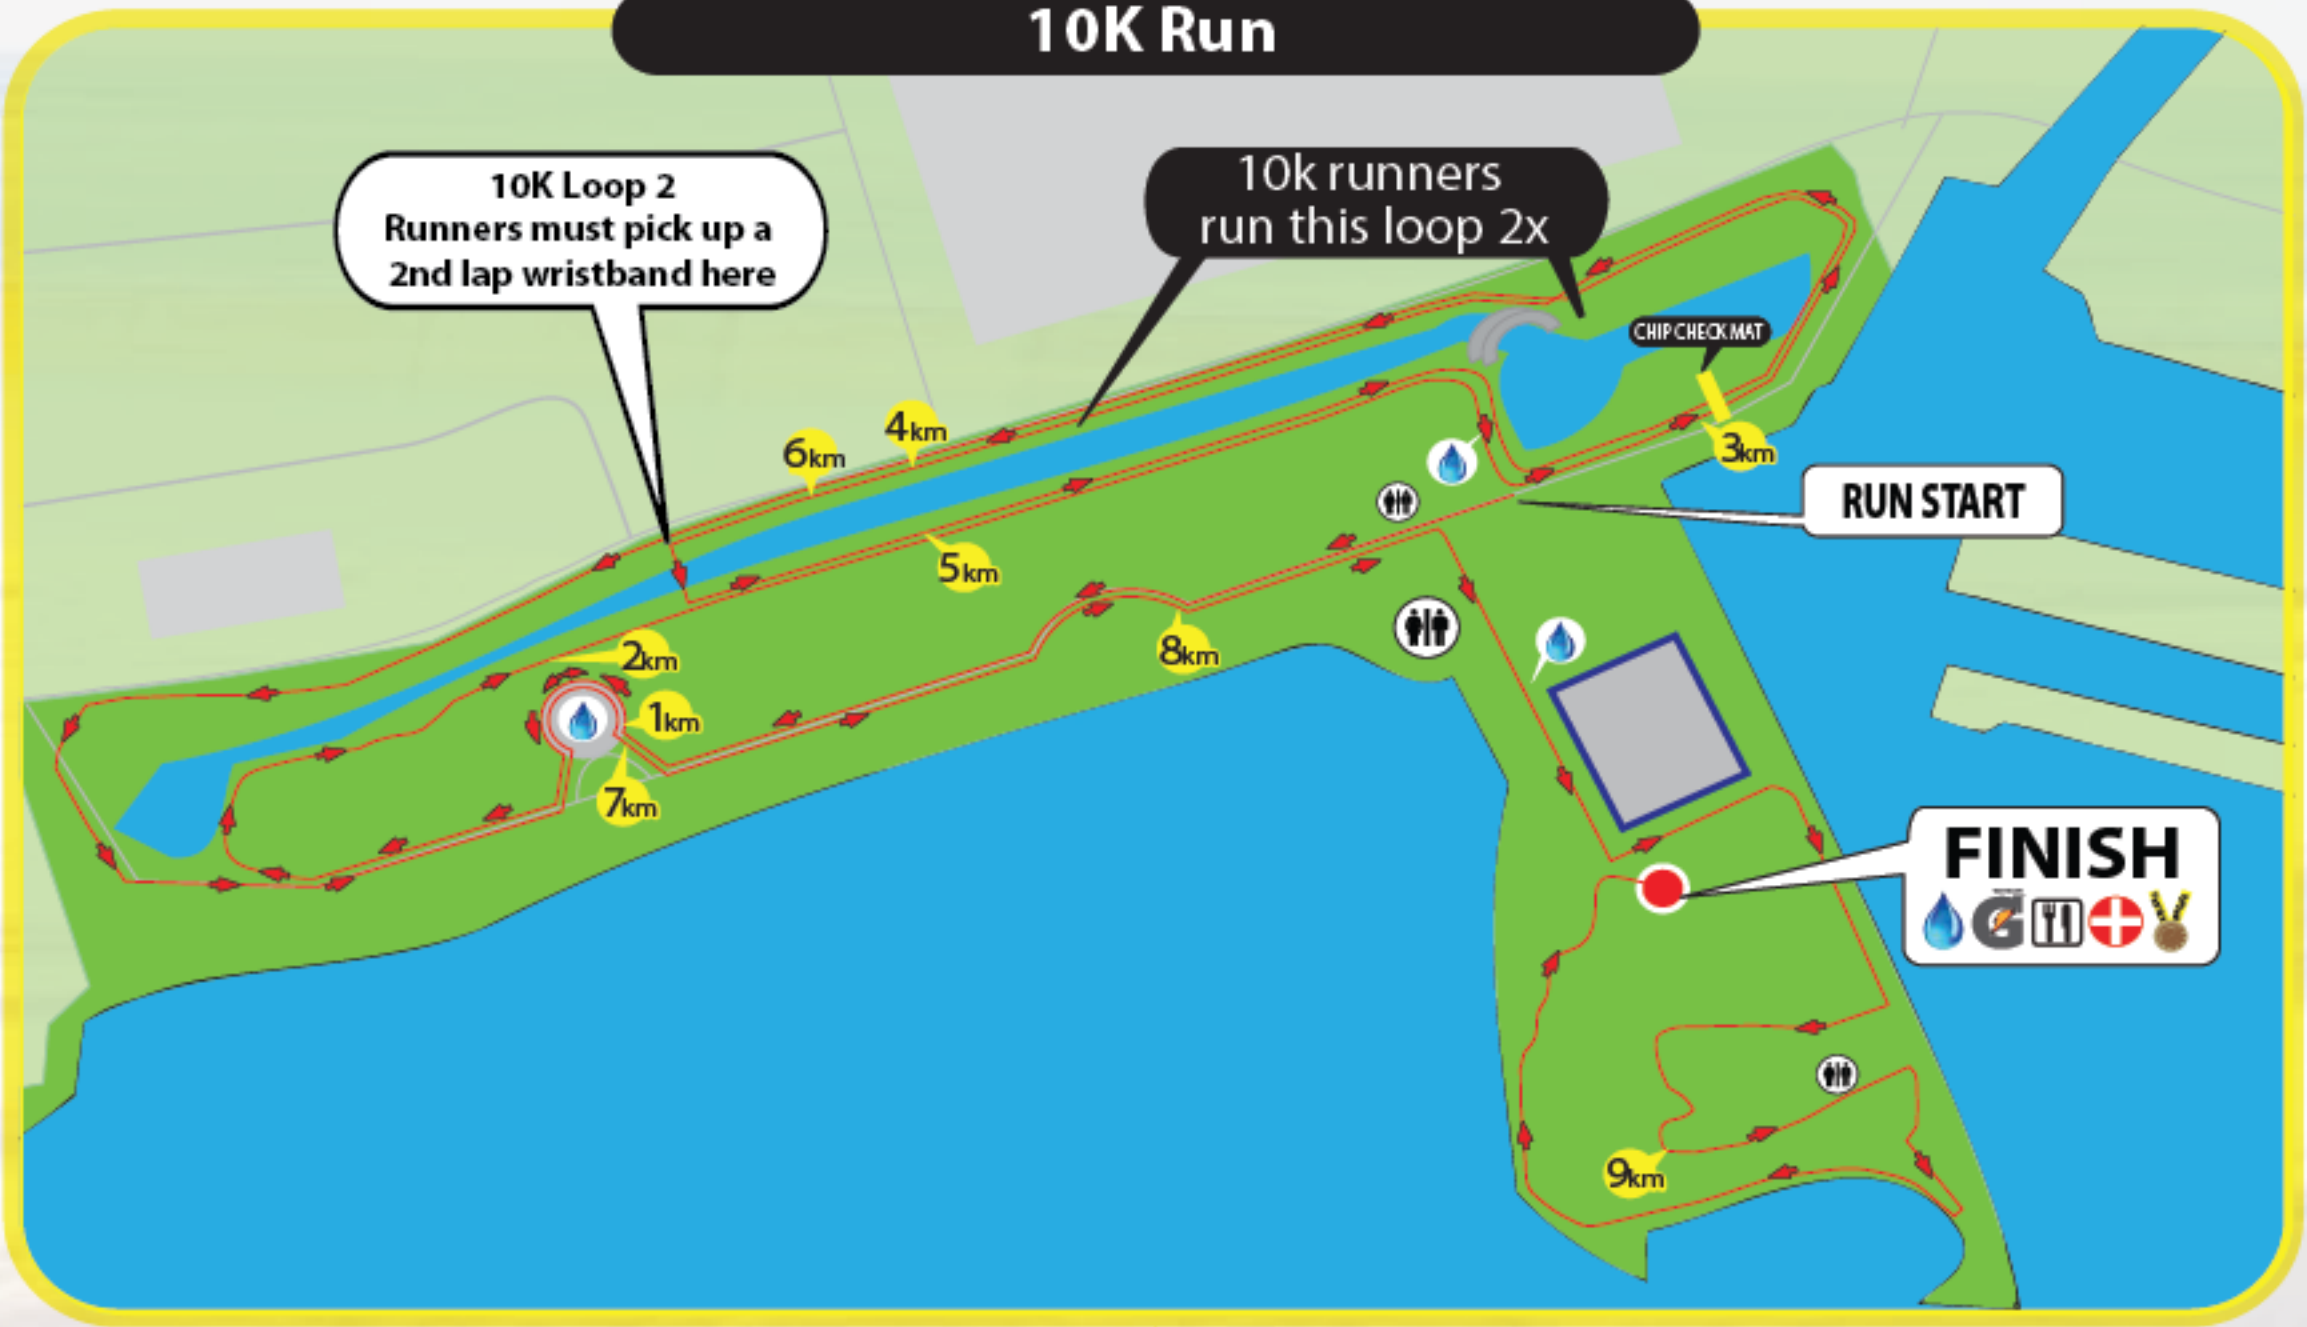 10K Run
10K Loop 2
Runners must pick up a
2nd lap wristband here
10k runners
run this loop 2x
CHIP CHECK MAT
4km
6km
3km
RUN START
5km
2km
8km
1km
7km
FINISH
G
9km